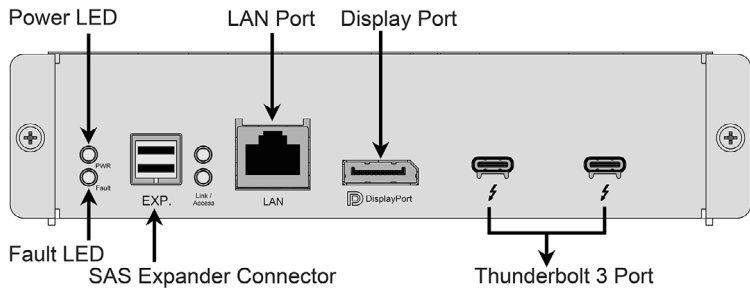 Power LED
LAN Port
Display Port
PWR
Fault
EXP.
Link /
Access
LAN
DisplayPort
Fault LED
SAS Expander Connector
Thunderbolt 3 Port